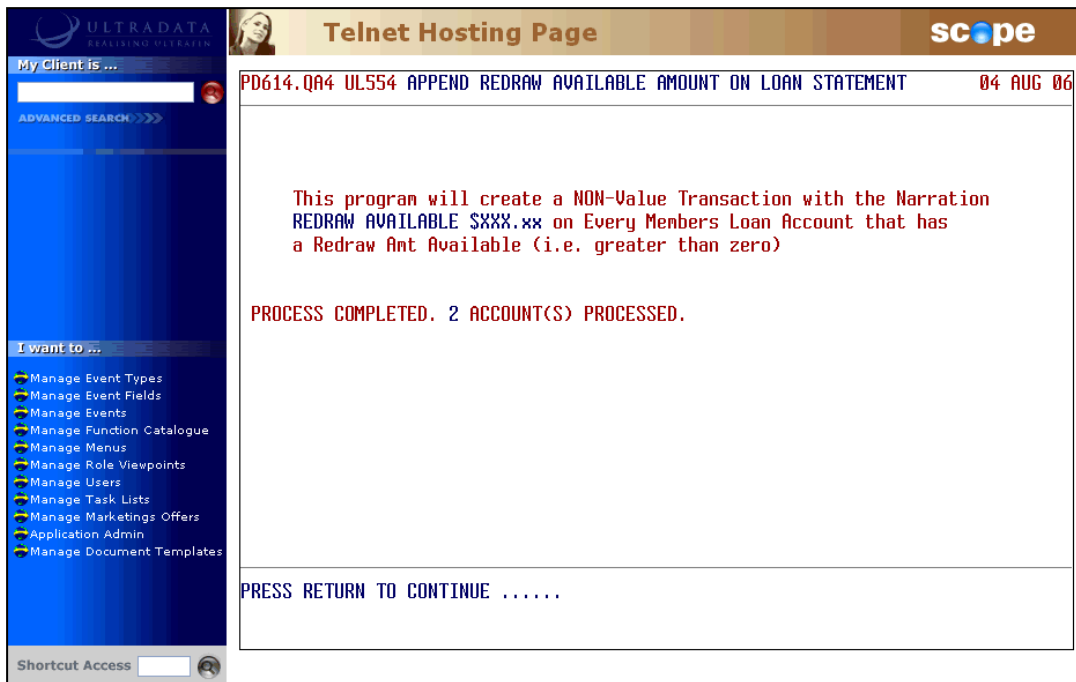 ULTRADATA
REALISING ULTRAFIN
Telnet Hosting Page
scope
My Client is ...
ADVANCED SEARCH
PD614.QA4 UL554 APPEND REDRAW AVAILABLE AMOUNT ON LOAN STATEMENT 04 AUG 06
This program will create a NON-Value Transaction with the Narration
REDRAW AVAILABLE $XXX.xx on Every Members Loan Account that has
a Redraw Amt Available (i.e. greater than zero)
PROCESS COMPLETED. 2 ACCOUNT(S) PROCESSED.
I want to ...
Manage Event Types
Manage Event Fields
Manage Events
Manage Function Catalogue
Manage Menus
Manage Role Viewpoints
Manage Users
Manage Task Lists
Manage Marketings Offers
Application Admin
Manage Document Templates
PRESS RETURN TO CONTINUE ......
Shortcut Access